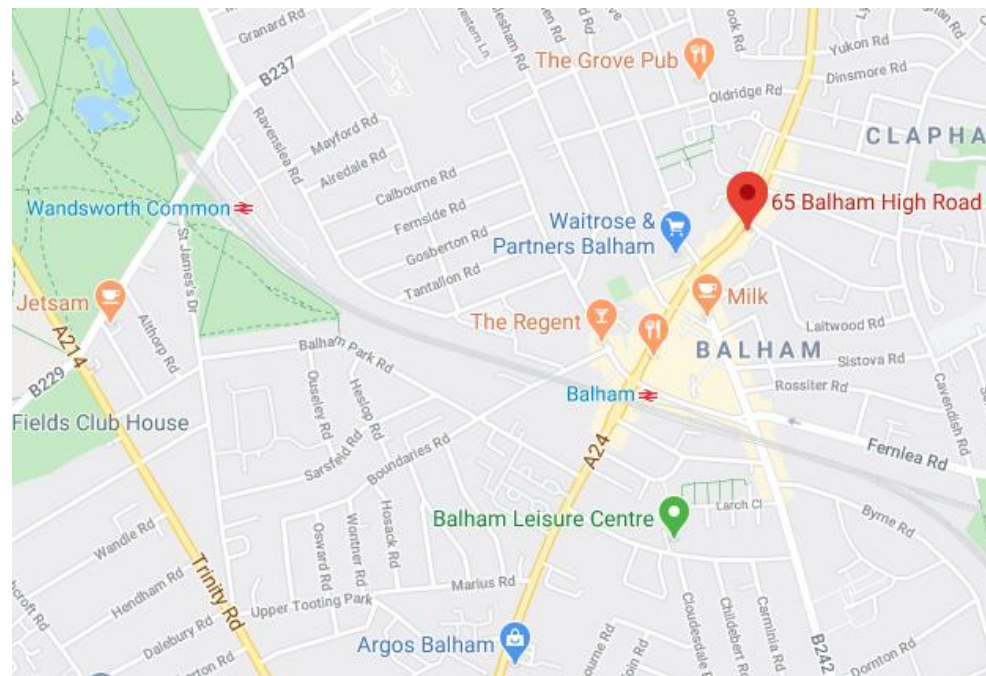 Granard Rd
B237
The Grove Pub
Yukon Rd
Dinsmore Rd
Oldridge Rd
CLAPHA
Ravenslea Rd
Mayford Rd
Airedale Rd
Calbourne Rd
Fernside Rd
Gosberton Rd
Tantallon Rd
Wandsworth Common
St James's Dr
65 Balham High Road
Waitrose &
Partners Balham
Milk
Jetsam
Althorp Rd
A214
B229
The Regent
Laitwood Rd
BALHAM
Sistova Rd
Rossiter Rd
Cavendish Rd
Balham Park Rd
Balham
Ouseley Rd
Heslop Rd
Fields Club House
Sarsfeld Rd
Boundaries Rd
A24
Fernlea Rd
Balham Leisure Centre
Larch Cl
Byrne Rd
Wandle Rd
Hosack Rd
Wontner Rd
Osward Rd
Hendham Rd
Trinity Rd
Marius Rd
Upper Tooting Park
Dalebury Rd
Argos Balham
Cloudesdale R
Childebert Rd
Carminia Rd
B242
Dornton Rd